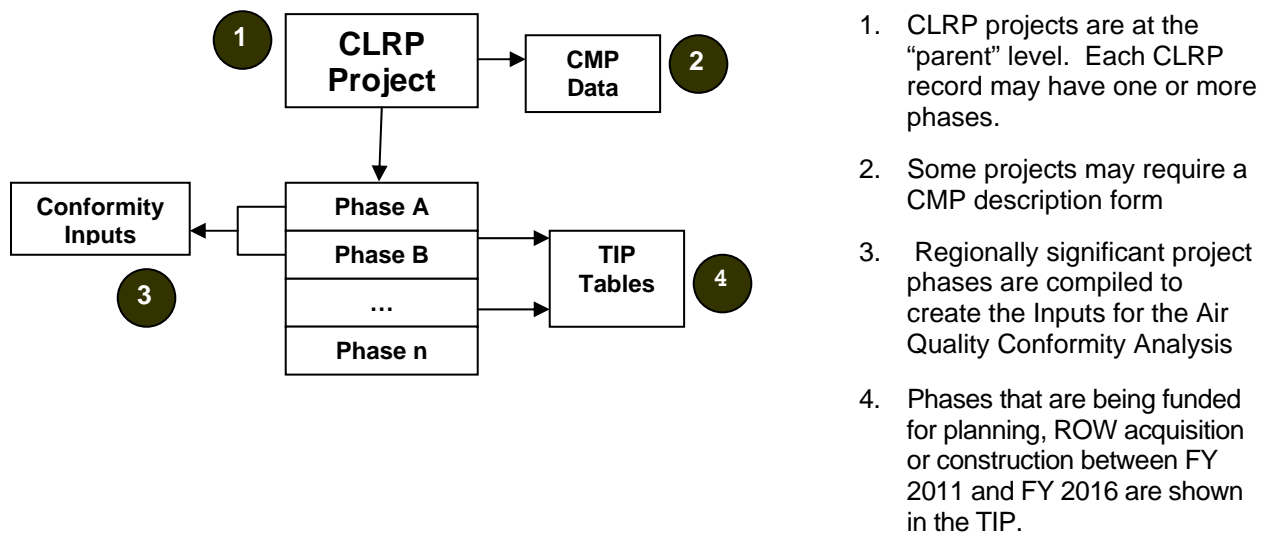 1
CLRP
Project
CMP
Data
2
Conformity
Inputs
3
Phase A
Phase B
...
Phase n
TIP
Tables
4
1. CLRP projects are at the
“parent” level. Each CLRP
record may have one or more
phases.
2. Some projects may require a
CMP description form
3. Regionally significant project
phases are compiled to
create the Inputs for the Air
Quality Conformity Analysis
4. Phases that are being funded
for planning, ROW acquisition
or construction between FY
2011 and FY 2016 are shown
in the TIP.